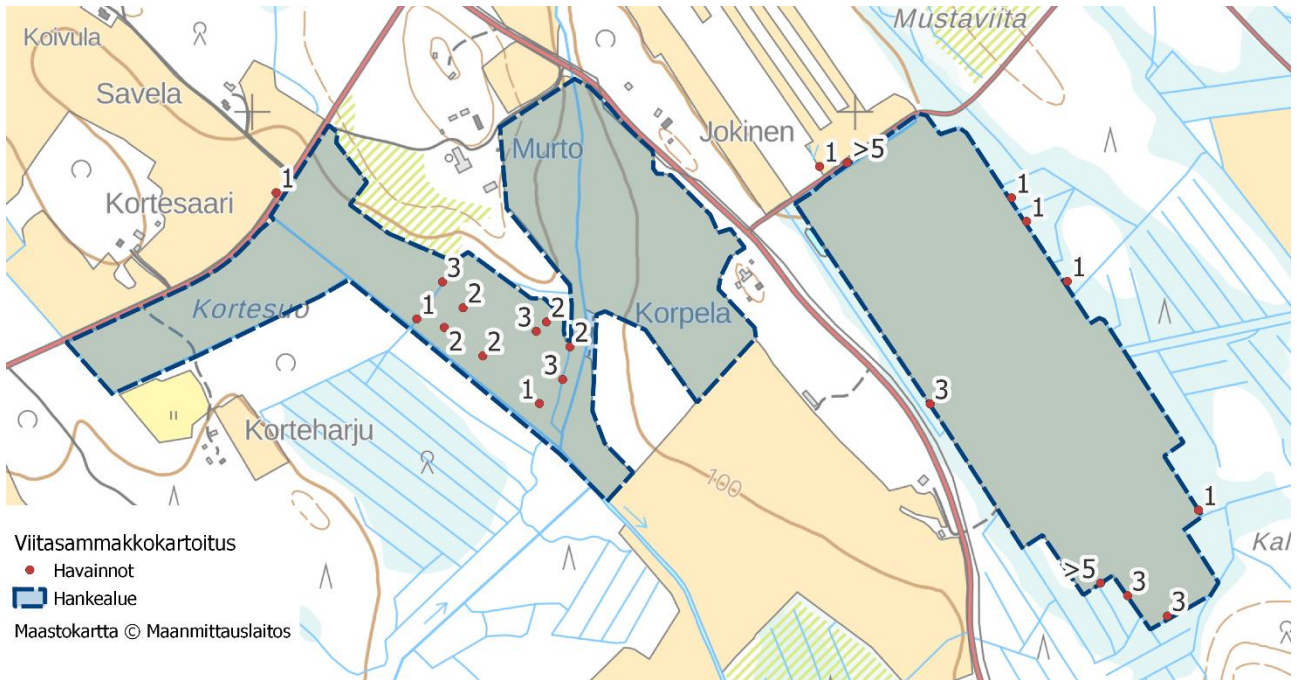 Koivula
Mustaviita
Savela
Jokinen
Murto
1
>5
1
Kortesaari
1
1
3
1
Kortesuo
2
1
2
3
2
Korpela
2
2
3
3
1
Korteharju
100
1
Kal
>5
3
3
Viitasammakkokartoitus
Havainnot
Hankealue
Maastokartta © Maanmittauslaitos